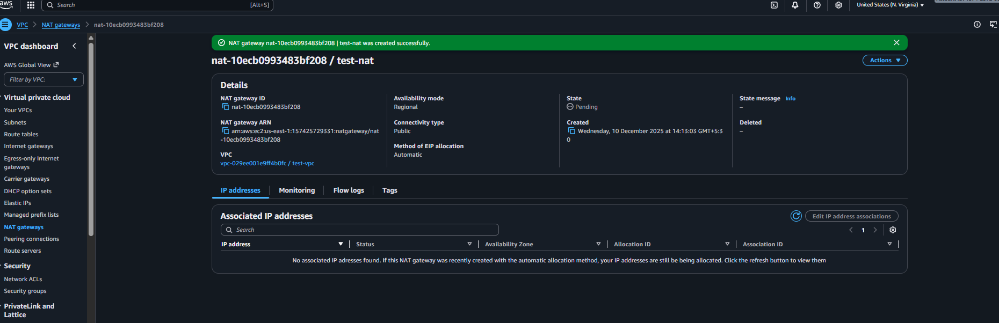 aws
Search [Alt+S]
United States (N. Virginia)
VPC > NAT gateways > nat-10ecb0993483bf208
VPC dashboard
AWS Global View
Filter by VPC:
Virtual private cloud
Your VPCs
Subnets
Route tables
Internet gateways
Egress-only Internet
gateways
Carrier gateways
DHCP option sets
Elastic IPs
Managed prefix lists
NAT gateways
Peering connections
Route servers
Security
Network ACLs
Security groups
PrivateLink and
Lattice
NAT gateway nat-10ecb0993483bf208 | test-nat was created successfully.
nat-10ecb0993483bf208 / test-nat
Actions
Details
NAT gateway ID
nat-10ecb0993483bf208
NAT gateway ARN
arn:aws:ec2:us-east-1:157425729331:natgateway/nat
-10ecb0993483bf208
VPC
vpc-029ee001e9ff4b0fc / test-vpc
Availability mode
Regional
Connectivity type
Public
Method of EIP allocation
Automatic
State
Pending
Created
Wednesday, 10 December 2025 at 14:13:03 GMT+5:3
0
State message Info
–
Deleted
–
IP addresses Monitoring Flow logs Tags
Associated IP addresses
Edit IP address associations
Search
1
IP address Status Availability Zone Allocation ID Association ID
No associated IP adresses found. If this NAT gateway was recently created with the automatic allocation method, your IP addresses are still be being allocated. Click the refresh button to view them